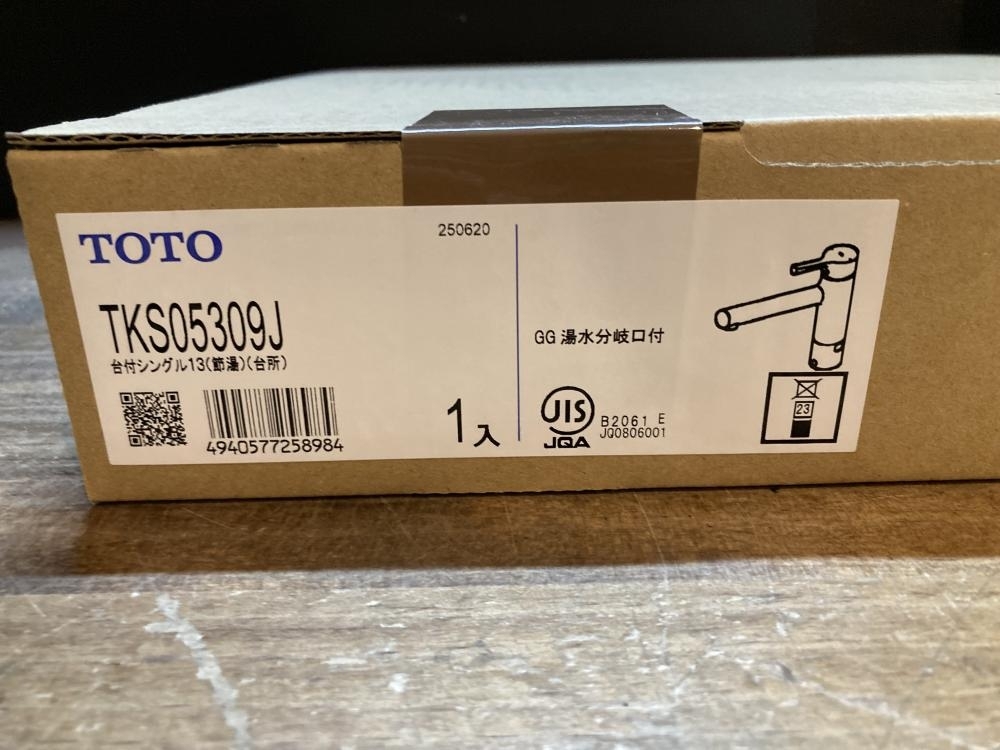 TOTO
250620
TKS05309J
台付シングル13(節湯)(台所)
4940577258984
1入
GG 湯水分岐口付
JIS
JQA
B2061 E
JQ0806001
23